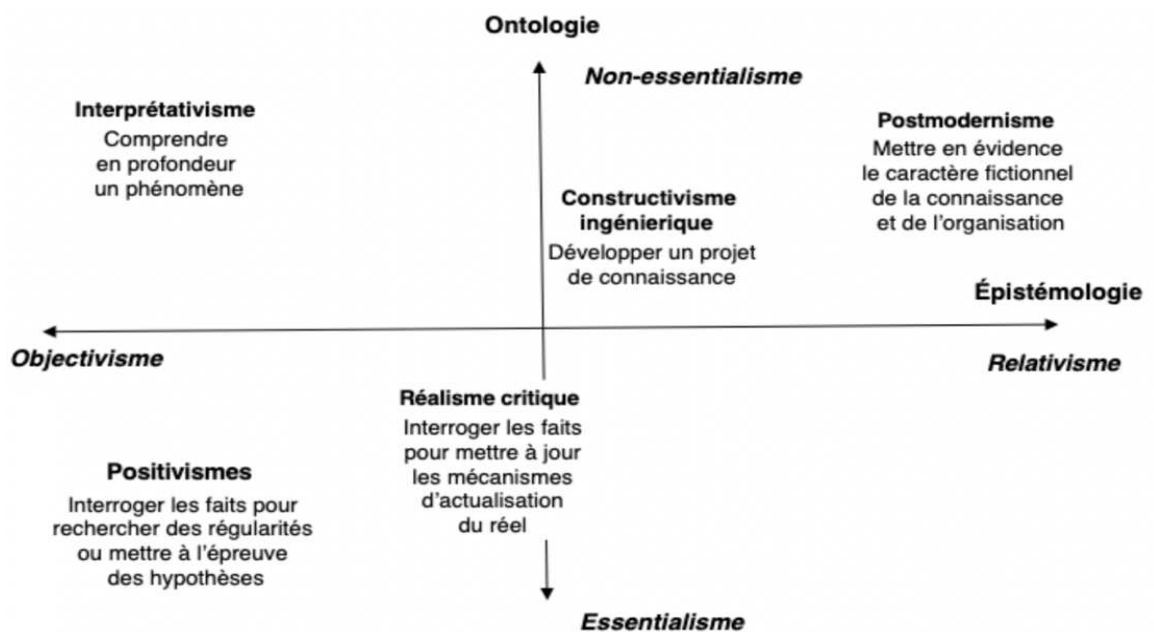 Ontologie
Non-essentialisme
Interprétativisme
Comprendre
en profondeur
un phénomène
Postmodernisme
Mettre en évidence
le caractère fictionnel
de la connaissance
et de l'organisation
Constructivisme
ingénierique
Développer un projet
de connaissance
Épistémologie
Objectivisme
Relativisme
Réalisme critique
Interroger les faits
pour mettre à jour
les mécanismes
d'actualisation
du réel
Positivismes
Interroger les faits pour
rechercher des régularités
ou mettre à l'épreuve
des hypothèses
Essentialisme